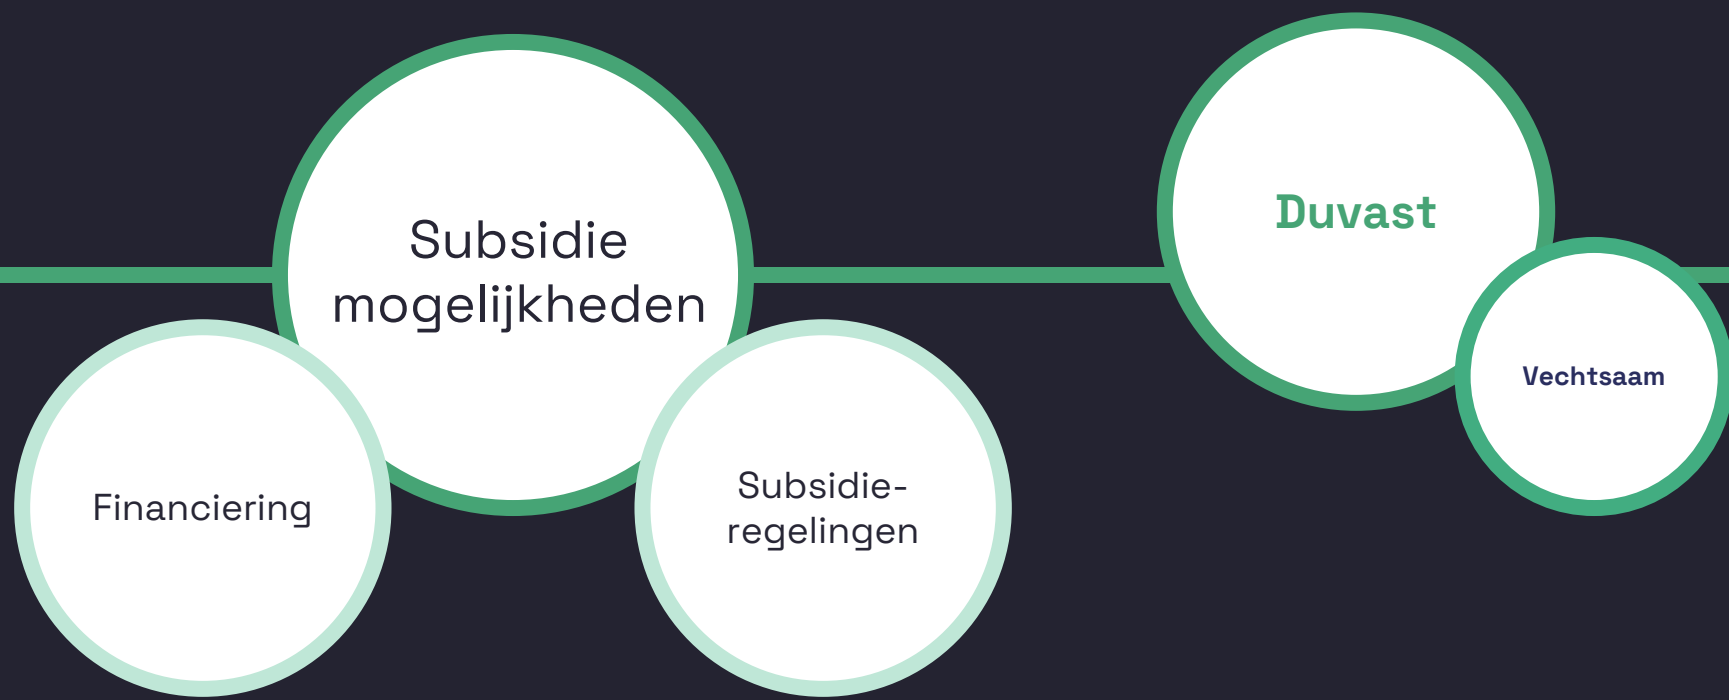 Subsidie
mogelijkheden
Financiering
Subsidie-
regelingen
Duvast
Vechtsaam